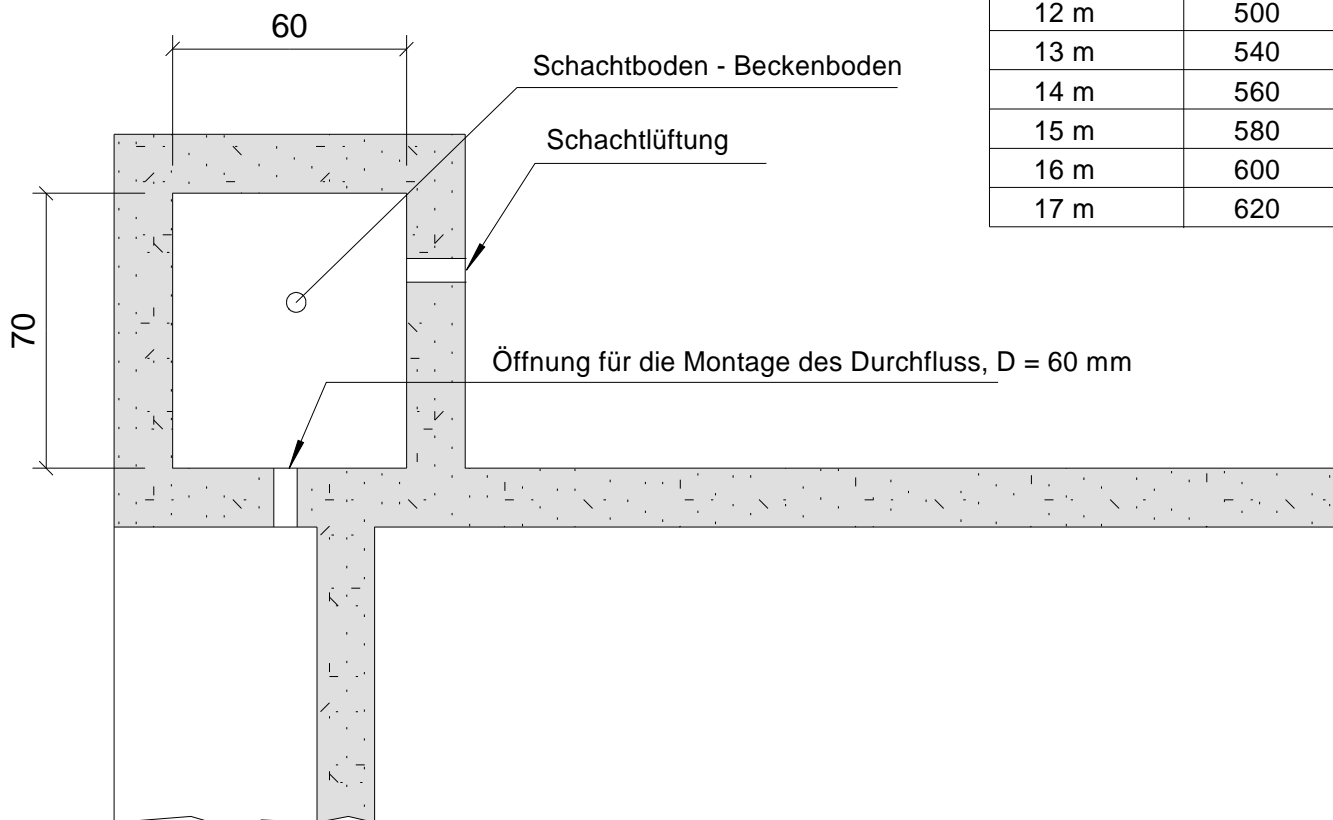 60
12 m 500
Schachtboden - Beckenboden
13 m 540
14 m 560
Schachtlüftung
15 m 580
16 m 600
17 m 620
70
Öffnung für die Montage des Durchfluss, D = 60 mm